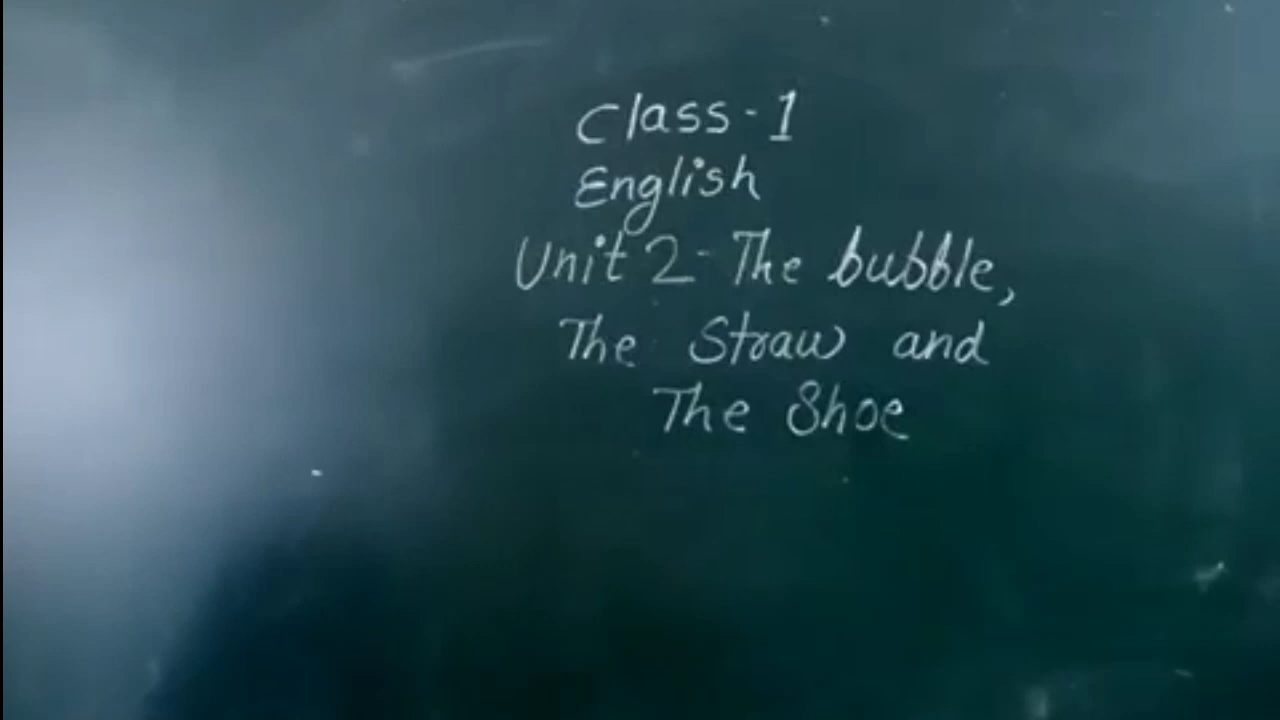 Class-1
English
Unit 2-The bubble,
The Straw and
The Shoe